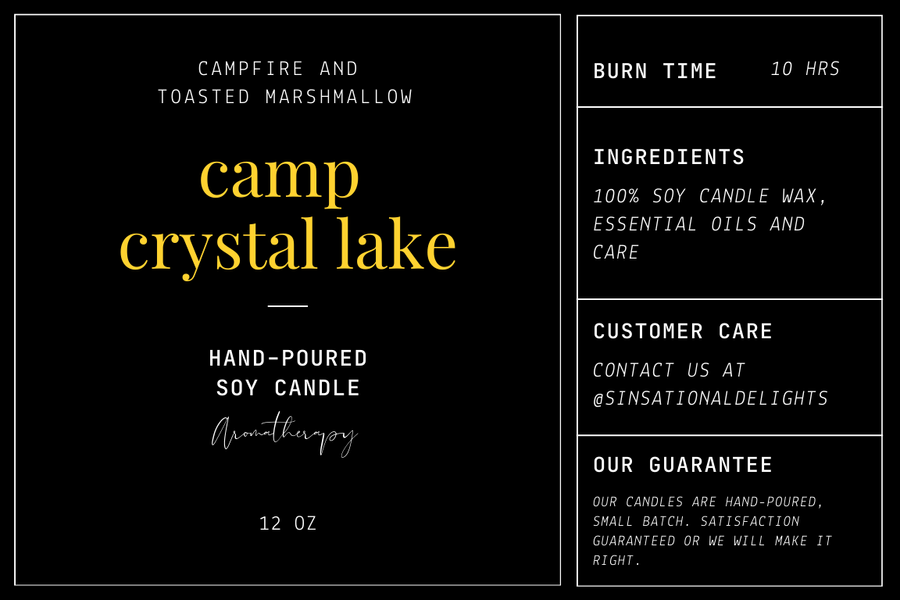 CAMPFIRE AND
TOASTED MARSHMALLOW
camp
crystal lake
HAND-POURED
SOY CANDLE
Aromatherapy
12 OZ
BURN TIME 10 HRS
INGREDIENTS
100% SOY CANDLE WAX,
ESSENTIAL OILS AND
CARE
CUSTOMER CARE
CONTACT US AT
@SINSATIONALDELIGHTS
OUR GUARANTEE
OUR CANDLES ARE HAND-POURED,
SMALL BATCH. SATISFACTION
GUARANTEED OR WE WILL MAKE IT
RIGHT.